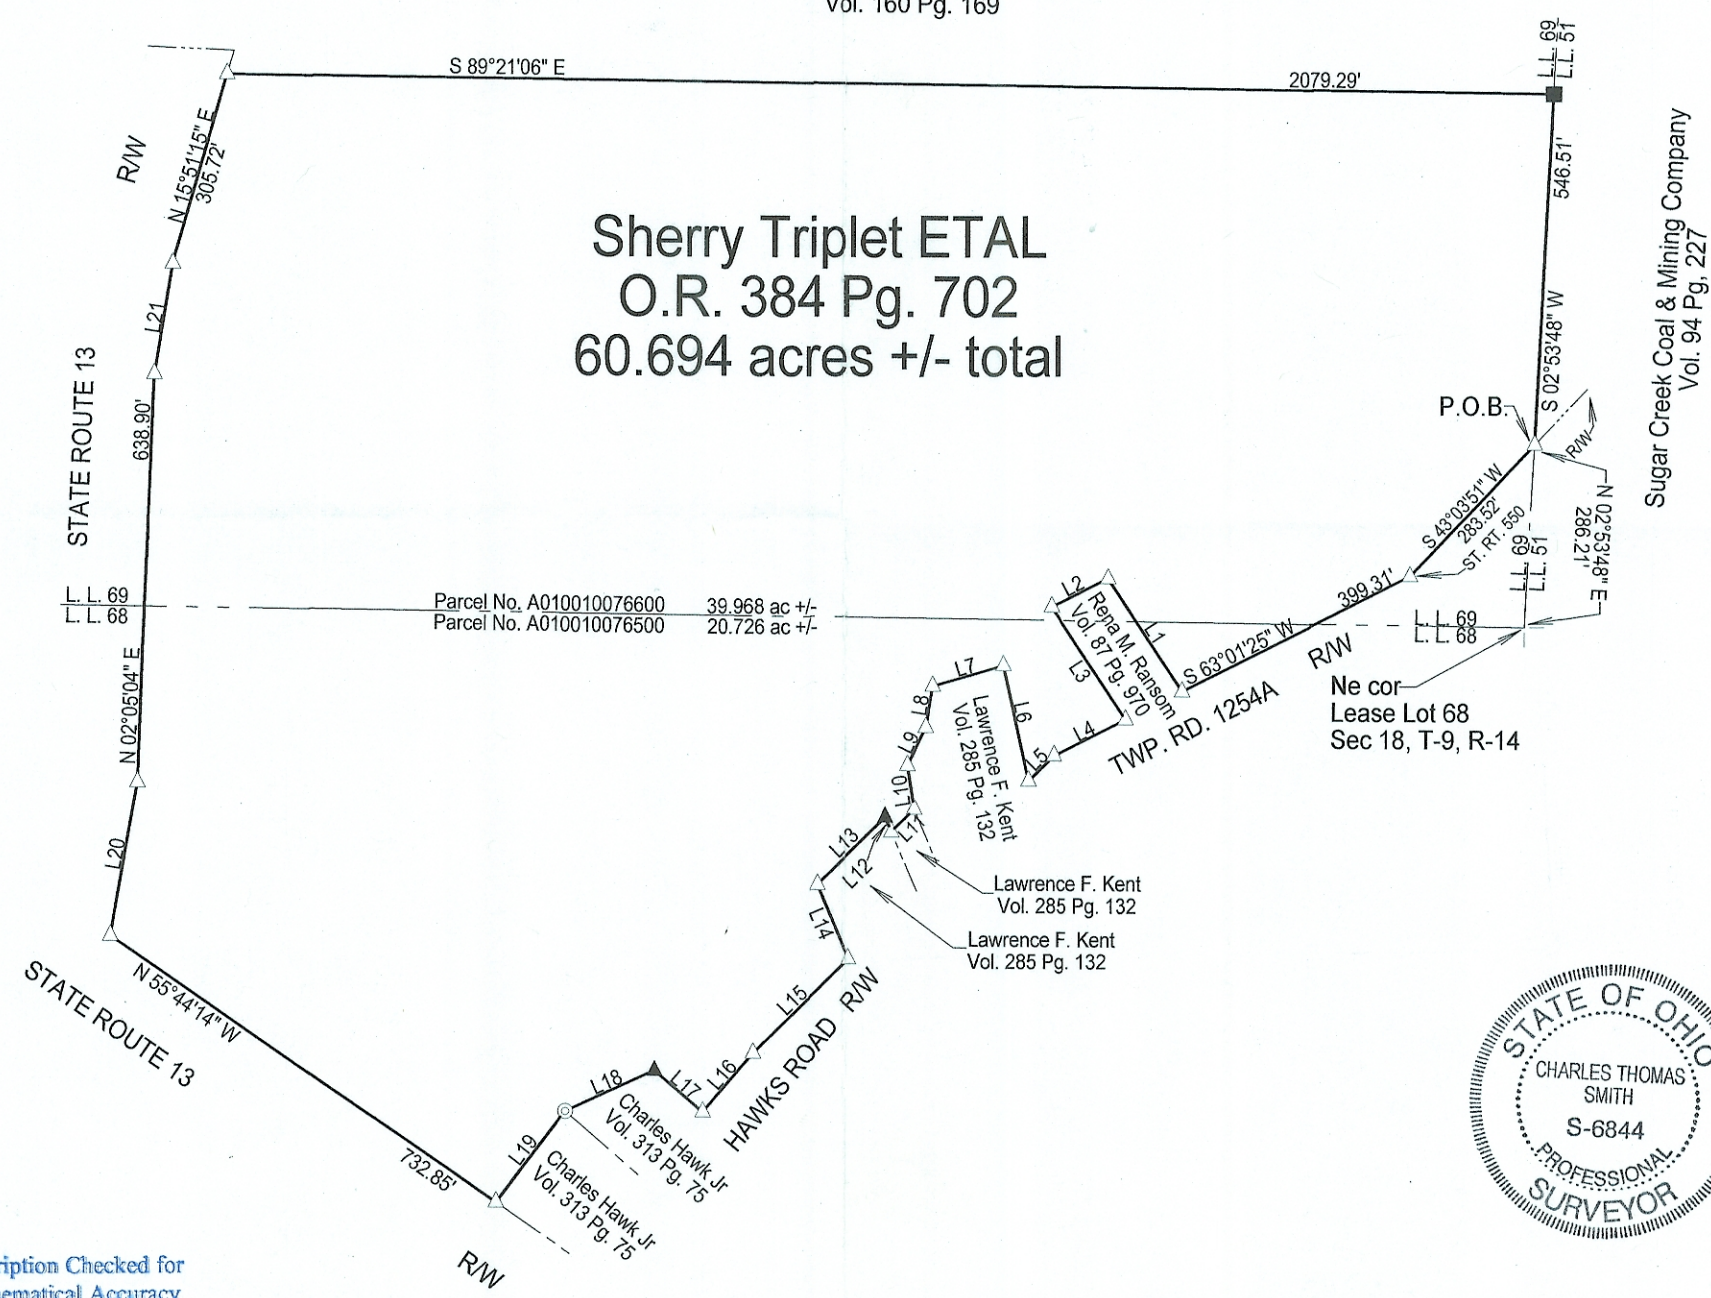 Vol. 160 Pg. 169
L.L. 69
L.L. 51
S 89°21'06" E
2079.29'
R/W
N 15°51'15" E
305.72'
546.51'
Sugar Creek Coal & Mining Company
Vol. 94 Pg, 227
Sherry Triplet ETAL
O.R. 384 Pg. 702
60.694 acres +/- total
L21
STATE ROUTE 13
638.90'
S 02°53'48" W
P.O.B.
R/W
S 43°03'51" W
283.52'
ST. RT. 550
L.L. 69
L.L. 51
N 02°53'48" E
286.21'
L. L. 69
L. L. 68
Parcel No. A010010076600 39.968 ac +/-
Parcel No. A010010076500 20.726 ac +/-
L2
L1
Rena M. Ransom
Vol. 87 Pg. 970
L3
399.31'
S 63°01'25" W
R/W
L. L. 69
L. L. 68
TWP. RD. 1254A
Ne cor
Lease Lot 68
Sec 18, T-9, R-14
N 02°05'04" E
L7
L8
L6
L9
L10
L5
L4
Lawrence F. Kent
Vol. 285 Pg. 132
L11
L12
L13
L14
Lawrence F. Kent
Vol. 285 Pg. 132
Lawrence F. Kent
Vol. 285 Pg. 132
L20
N 55°44'14" W
STATE ROUTE 13
732.85'
L15
L16
HAWKS ROAD R/W
L17
L18
L19
Charles Hawk Jr
Vol. 313 Pg. 75
Charles Hawk Jr
Vol. 313 Pg. 75
R/W
STATE OF OHIO
CHARLES THOMAS
SMITH
S-6844
PROFESSIONAL
SURVEYOR
ription Checked for
ematical Accuracy